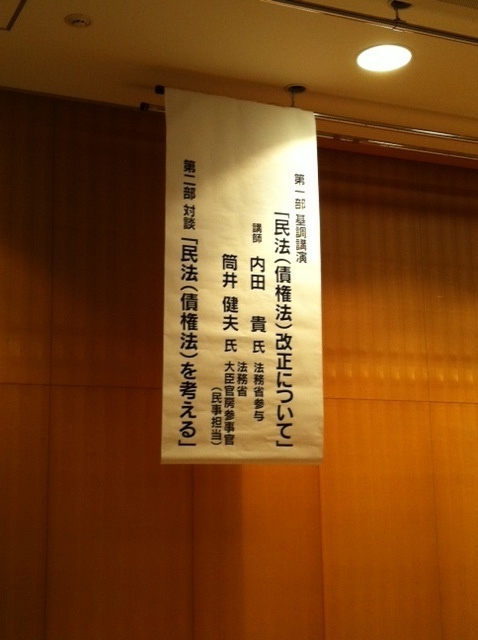 第一部 基調講演
「民法（債権法）改正について」
講師 内田 貴 氏 法務省参与
筒井 健夫 氏 法務省
大臣官房参事官
（民事担当）
第二部 対談 「民法（債権法）を考える」